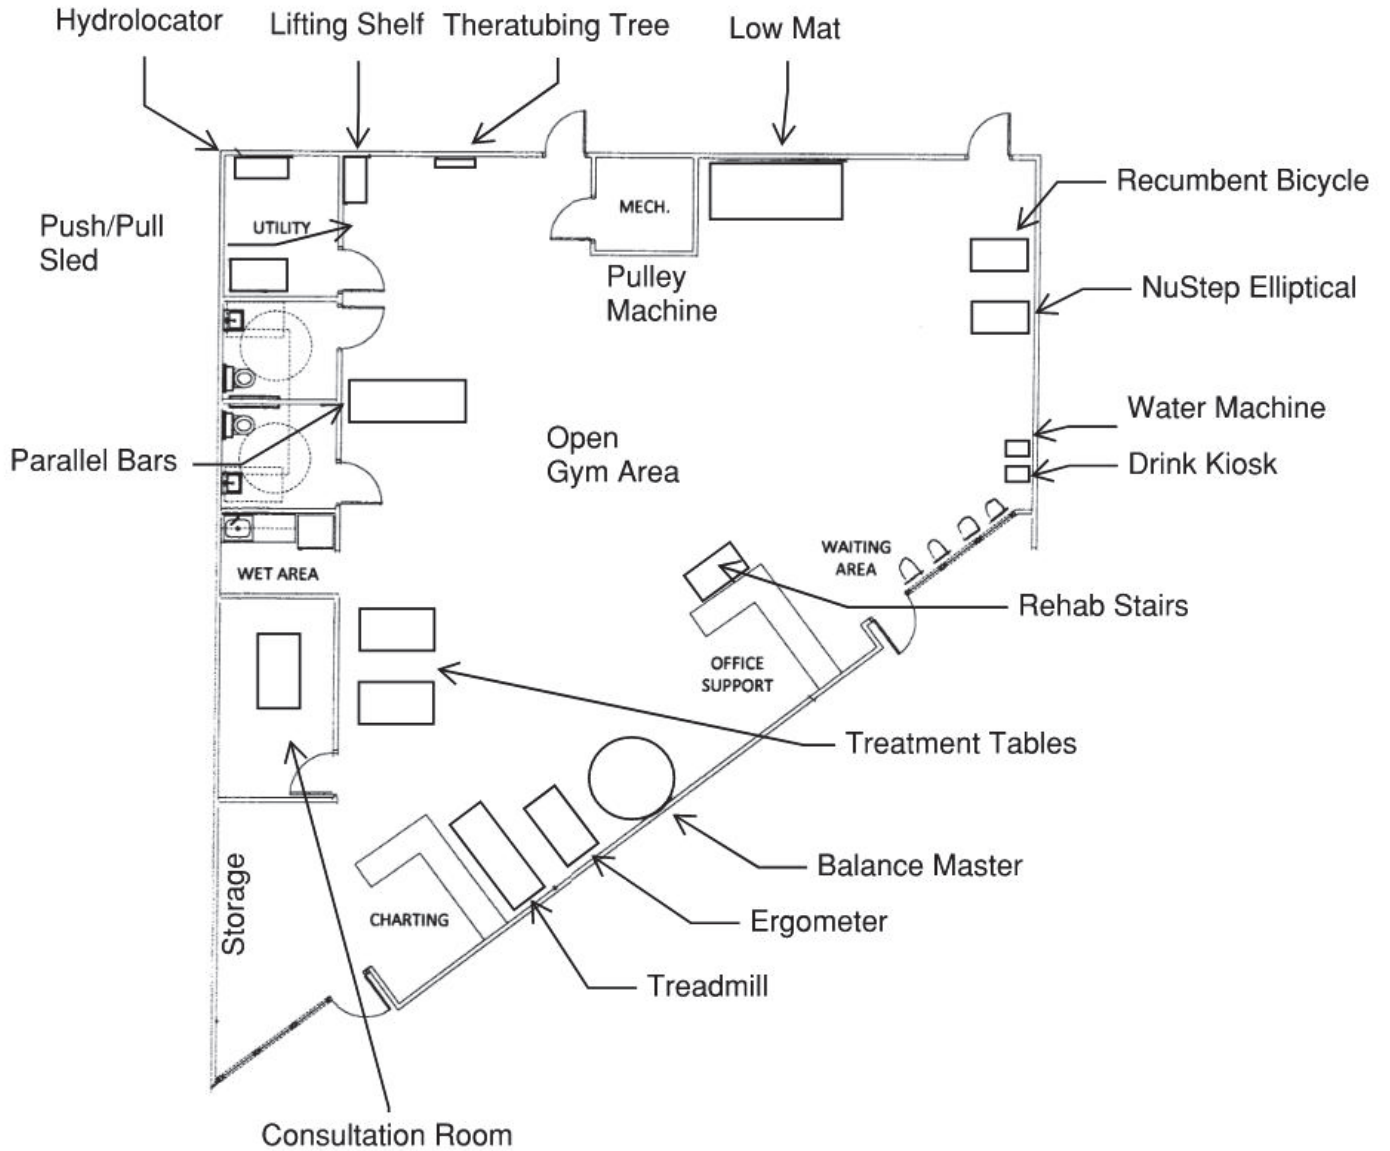 Hydrolocator
Lifting Shelf
Theratubing Tree
Low Mat
Recumbent Bicycle
MECH.
Push/Pull
Sled
UTILITY
Pulley
Machine
NuStep Elliptical
Water Machine
Drink Kiosk
Open
Gym Area
Parallel Bars
WAITING
AREA
WET AREA
Rehab Stairs
OFFICE
SUPPORT
Treatment Tables
Balance Master
Storage
CHARTING
Ergometer
Treadmill
Consultation Room